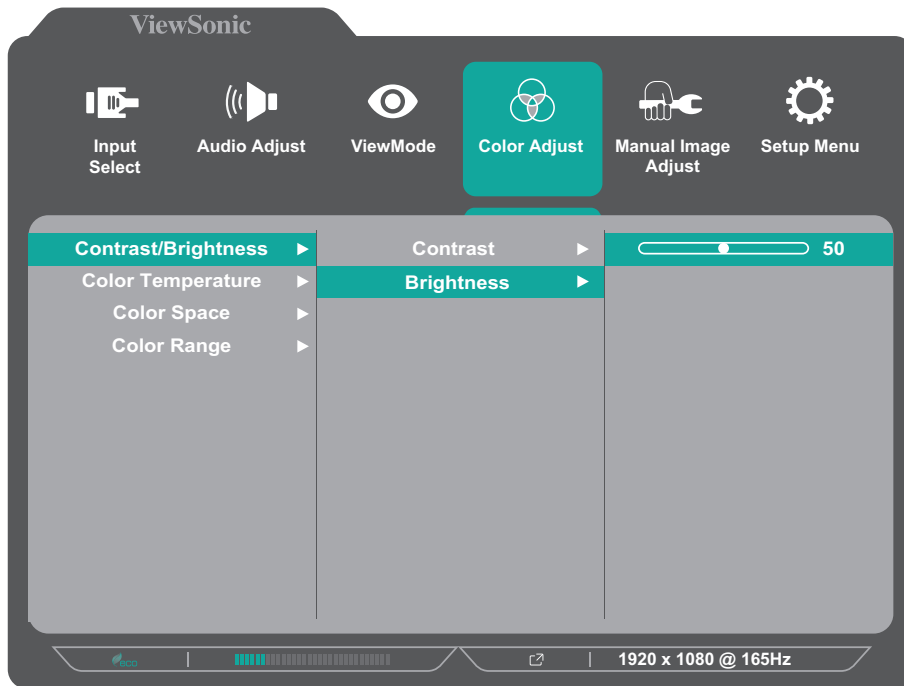 ViewSonic
Input
Select
Audio Adjust
ViewMode
Color Adjust
Manual Image
Adjust
Setup Menu
Contrast/Brightness
Color Temperature
Color Space
Color Range
Contrast
Brightness
50
eco
1920 x 1080 @ 165Hz